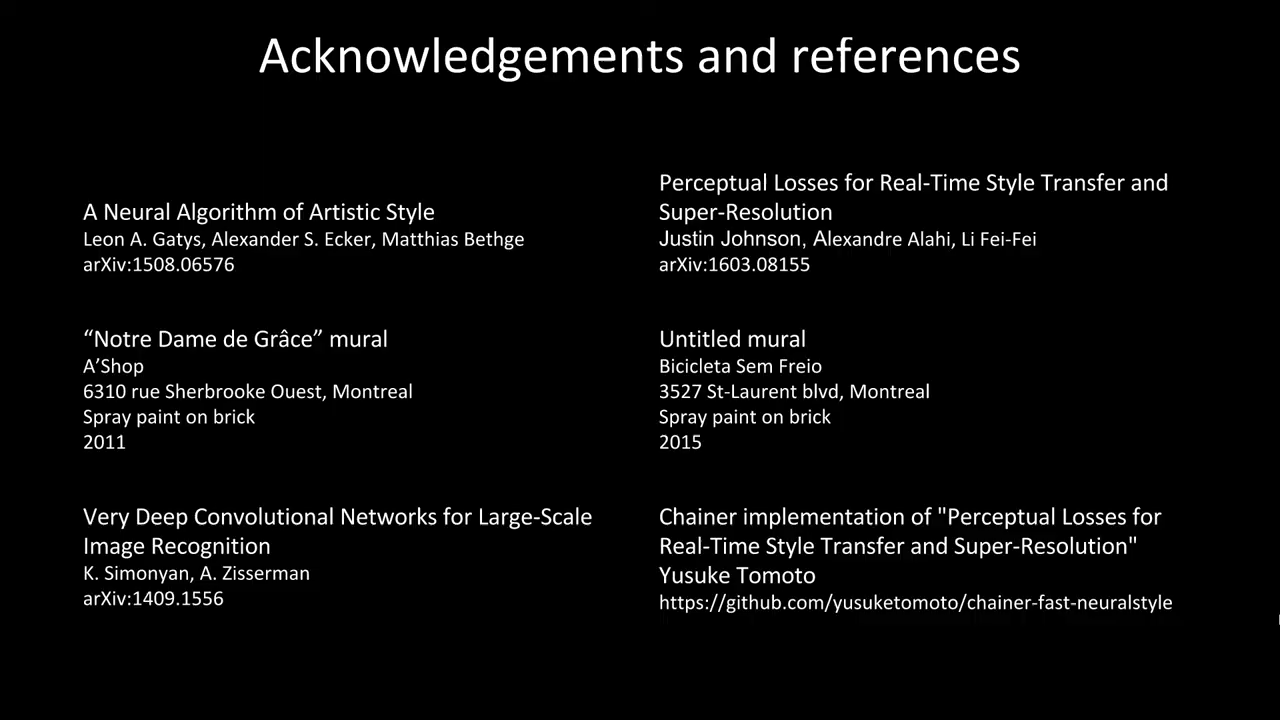 Acknowledgements and references
A Neural Algorithm of Artistic Style
Leon A. Gatys, Alexander S. Ecker, Matthias Bethge
arXiv:1508.06576
Perceptual Losses for Real-Time Style Transfer and
Super-Resolution
Justin Johnson, Alexandre Alahi, Li Fei-Fei
arXiv:1603.08155
“Notre Dame de Grâce” mural
A’Shop
6310 rue Sherbrooke Ouest, Montreal
Spray paint on brick
2011
Untitled mural
Bicicleta Sem Freio
3527 St-Laurent blvd, Montreal
Spray paint on brick
2015
Very Deep Convolutional Networks for Large-Scale
Image Recognition
K. Simonyan, A. Zisserman
arXiv:1409.1556
Chainer implementation of "Perceptual Losses for
Real-Time Style Transfer and Super-Resolution"
Yusuke Tomoto
https://github.com/yusuketomoto/chainer-fast-neuralstyle